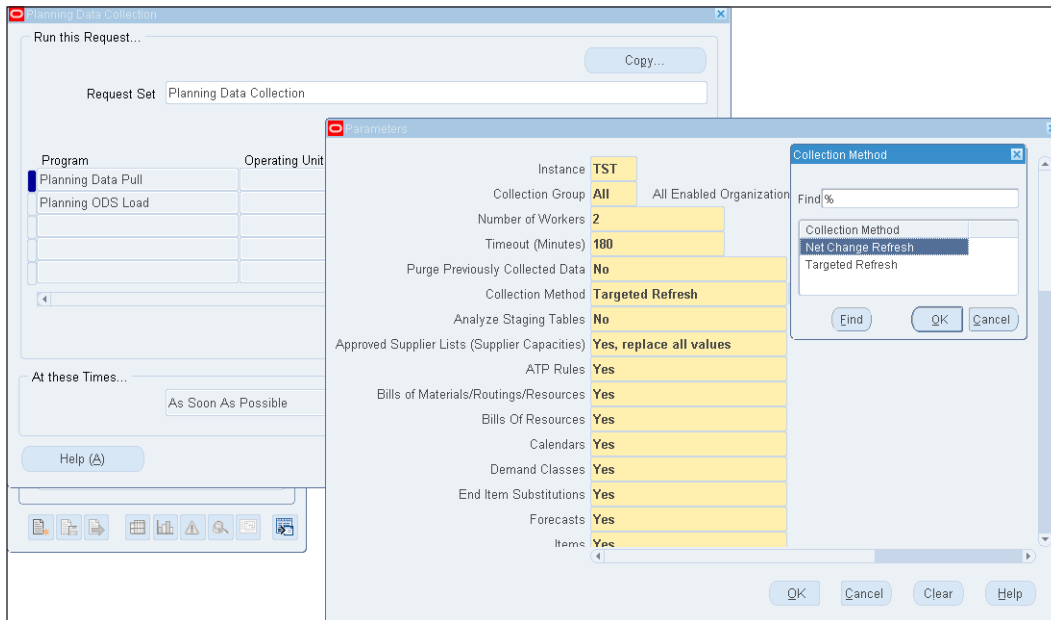 Planning Data Collection
Run this Request...
Copy...
Request Set Planning Data Collection
Program Operating Unit
Planning Data Pull
Planning ODS Load
At these Times...
As Soon As Possible
Help (A)
Parameters
Instance TST
Collection Group All All Enabled Organization
Number of Workers 2
Timeout (Minutes) 180
Purge Previously Collected Data No
Collection Method Targeted Refresh
Analyze Staging Tables No
Approved Supplier Lists (Supplier Capacities) Yes, replace all values
ATP Rules Yes
Bills of Materials/Routings/Resources Yes
Bills Of Resources Yes
Calendars Yes
Demand Classes Yes
End Item Substitutions Yes
Forecasts Yes
Items Yes
OK Cancel Clear Help
Collection Method
Find %
Collection Method
Net Change Refresh
Targeted Refresh
Find OK Cancel